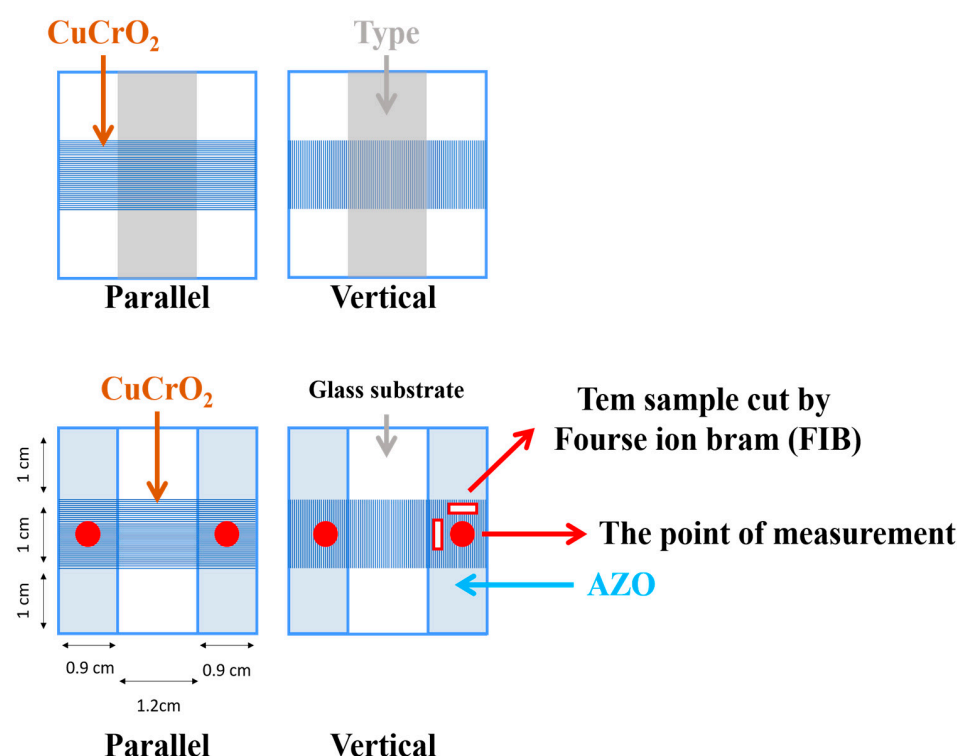 CuCrO₂
Type
Parallel
Vertical
CuCrO₂
Glass substrate
Tem sample cut by
Fourse ion bram (FIB)
1 cm
1 cm
1 cm
The point of measurement
AZO
0.9 cm
0.9 cm
1.2cm
Parallel
Vertical